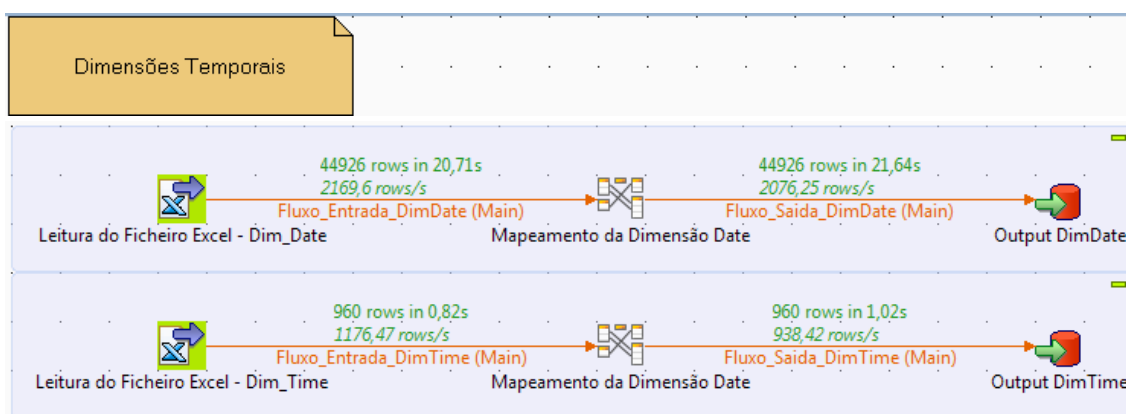 Dimensões Temporais
44926 rows in 20,71s
2169,6 rows/s
Fluxo_Entrada_DimDate (Main)
44926 rows in 21,64s
2076,25 rows/s
Fluxo_Saida_DimDate (Main)
Leitura do Ficheiro Excel - Dim_Date
Mapeamento da Dimensão Date
Output DimDate
960 rows in 0,82s
1176,47 rows/s
Fluxo_Entrada_DimTime (Main)
960 rows in 1,02s
938,42 rows/s
Fluxo_Saida_DimTime (Main)
Leitura do Ficheiro Excel - Dim_Time
Mapeamento da Dimensão Date
Output DimTime